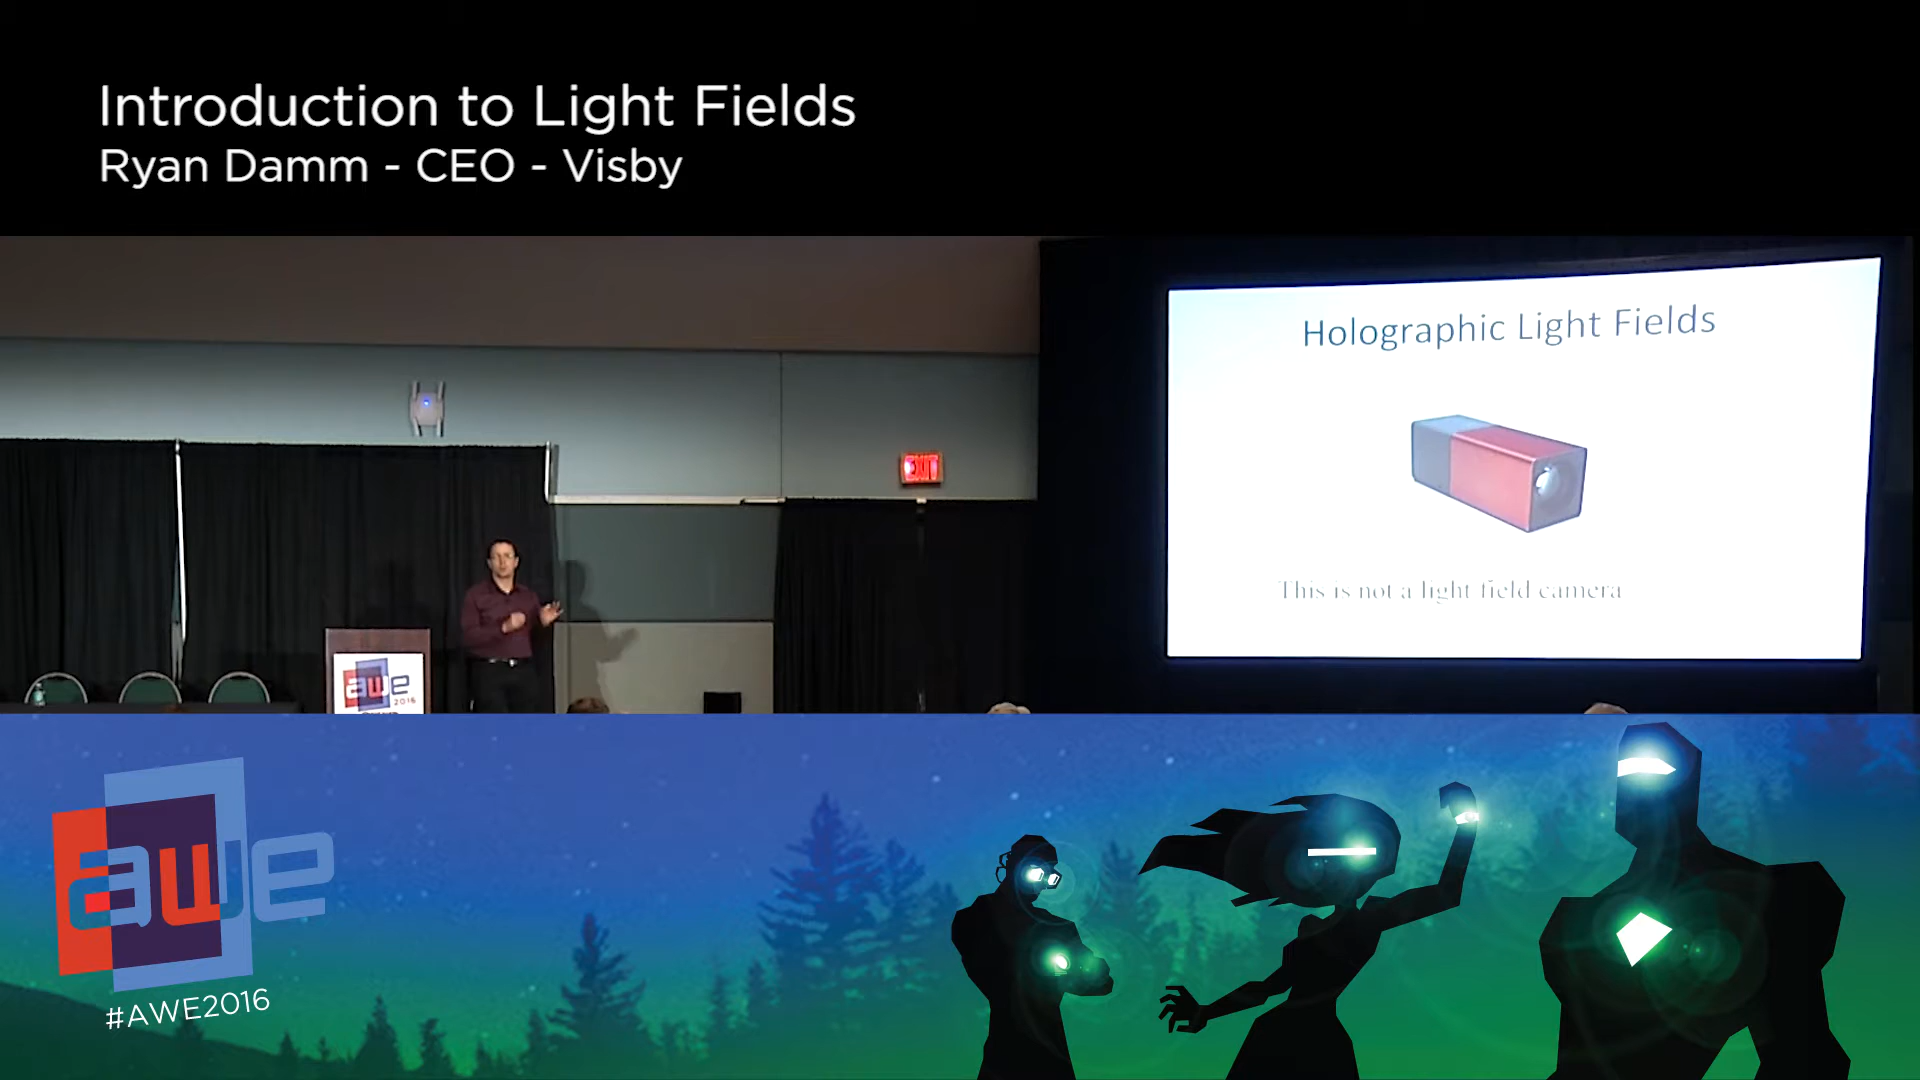 Introduction to Light Fields
Ryan Damm - CEO - Visby
Holographic Light Fields
EXIT
This is not a light field camera
awe
2016
awe
#AWE2016